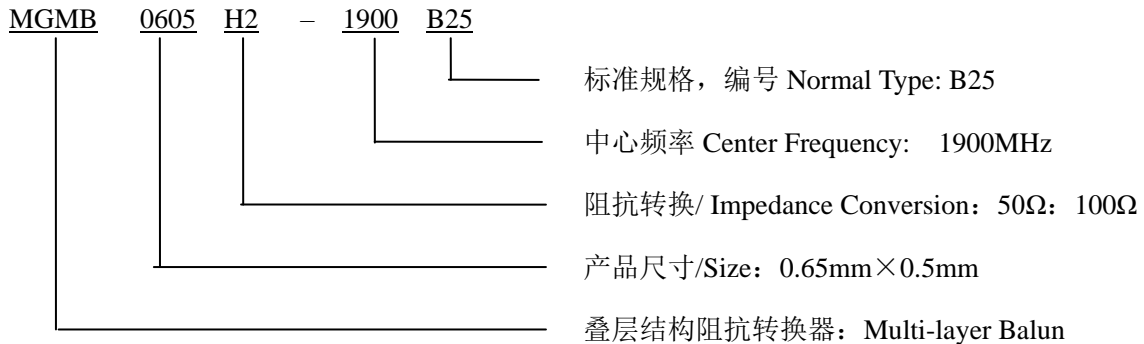 MGMB 0605 H2 – 1900 B25
标准规格，编号 Normal Type: B25
中心频率 Center Frequency: 1900MHz
阻抗转换/ Impedance Conversion：50Ω：100Ω
产品尺寸/Size：0.65mm×0.5mm
叠层结构阻抗转换器：Multi-layer Balun